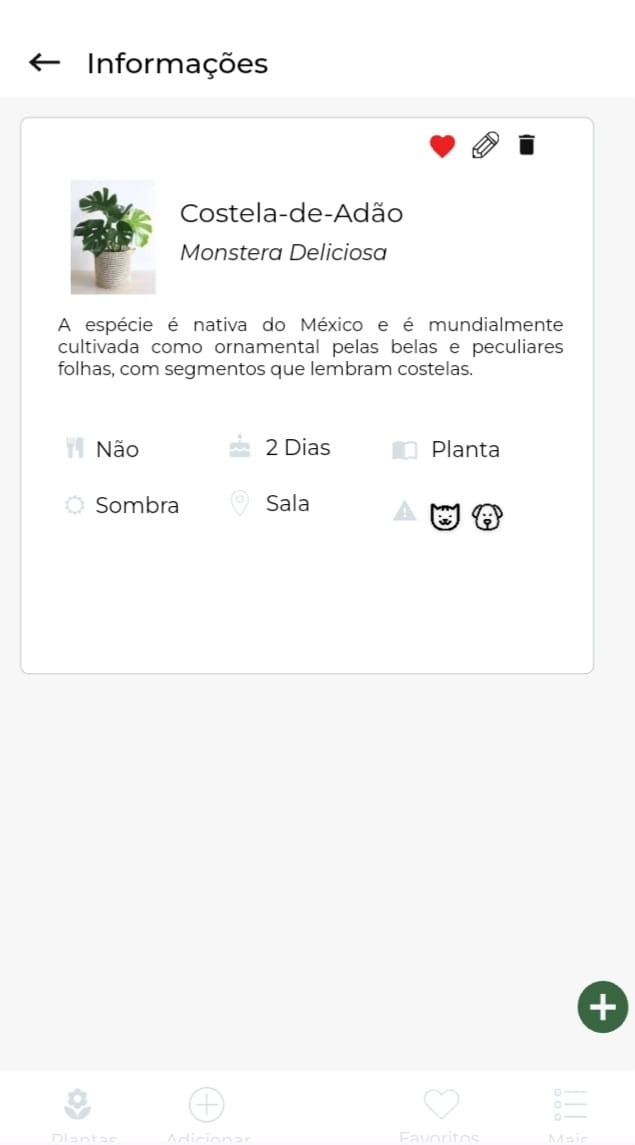 Informações
Costela-de-Adão
Monstera Deliciosa
A espécie é nativa do México e é mundialmente
cultivada como ornamental pelas belas e peculiares
folhas, com segmentos que lembram costelas.
Não 2 Dias Planta
Sombra Sala
Plantas Adicionar Favoritos Mais